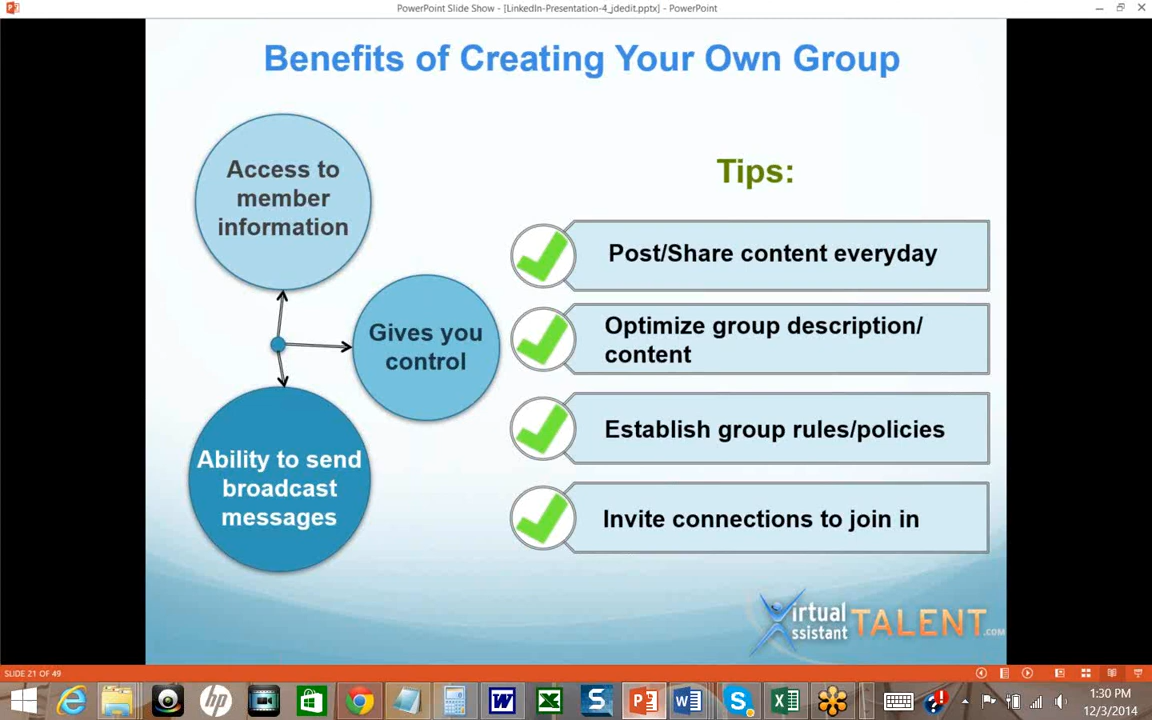 PowerPoint Slide Show - [LinkedIn-Presentation-4_jdedit.pptx] - PowerPoint
Benefits of Creating Your Own Group
Access to
member
information
Gives you
control
Ability to send
broadcast
messages
Tips:
Post/Share content everyday
Optimize group description/
content
Establish group rules/policies
Invite connections to join in
Virtual
Assistant
TALENT.com
SLIDE 21 OF 49
1:30 PM
12/3/2014